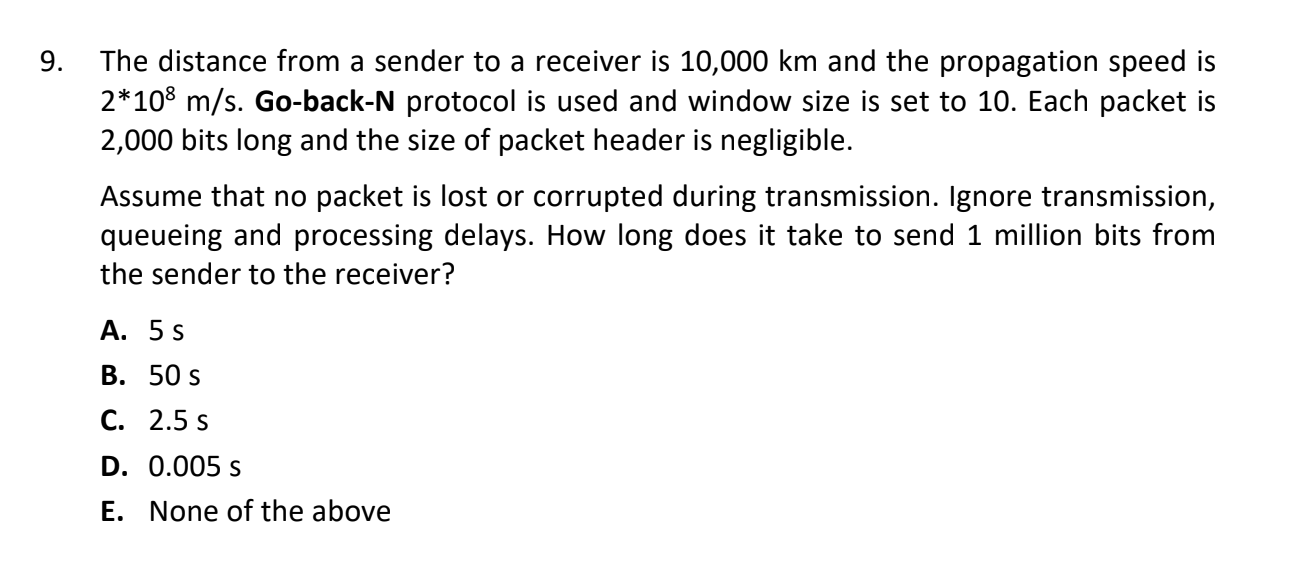 9. The distance from a sender to a receiver is 10,000 km and the propagation speed is
2*10⁸ m/s. Go-back-N protocol is used and window size is set to 10. Each packet is
2,000 bits long and the size of packet header is negligible.
Assume that no packet is lost or corrupted during transmission. Ignore transmission,
queueing and processing delays. How long does it take to send 1 million bits from
the sender to the receiver?
A. 5 s
B. 50 s
C. 2.5 s
D. 0.005 s
E. None of the above